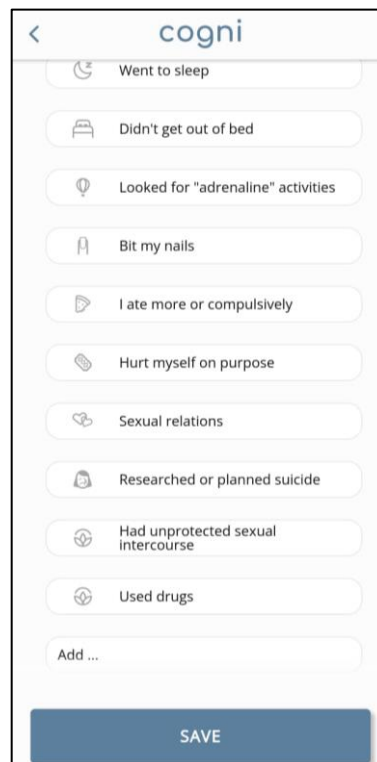 cogni
Went to sleep
Didn't get out of bed
Looked for "adrenaline" activities
Bit my nails
I ate more or compulsively
Hurt myself on purpose
Sexual relations
Researched or planned suicide
Had unprotected sexual
intercourse
Used drugs
Add ...
SAVE